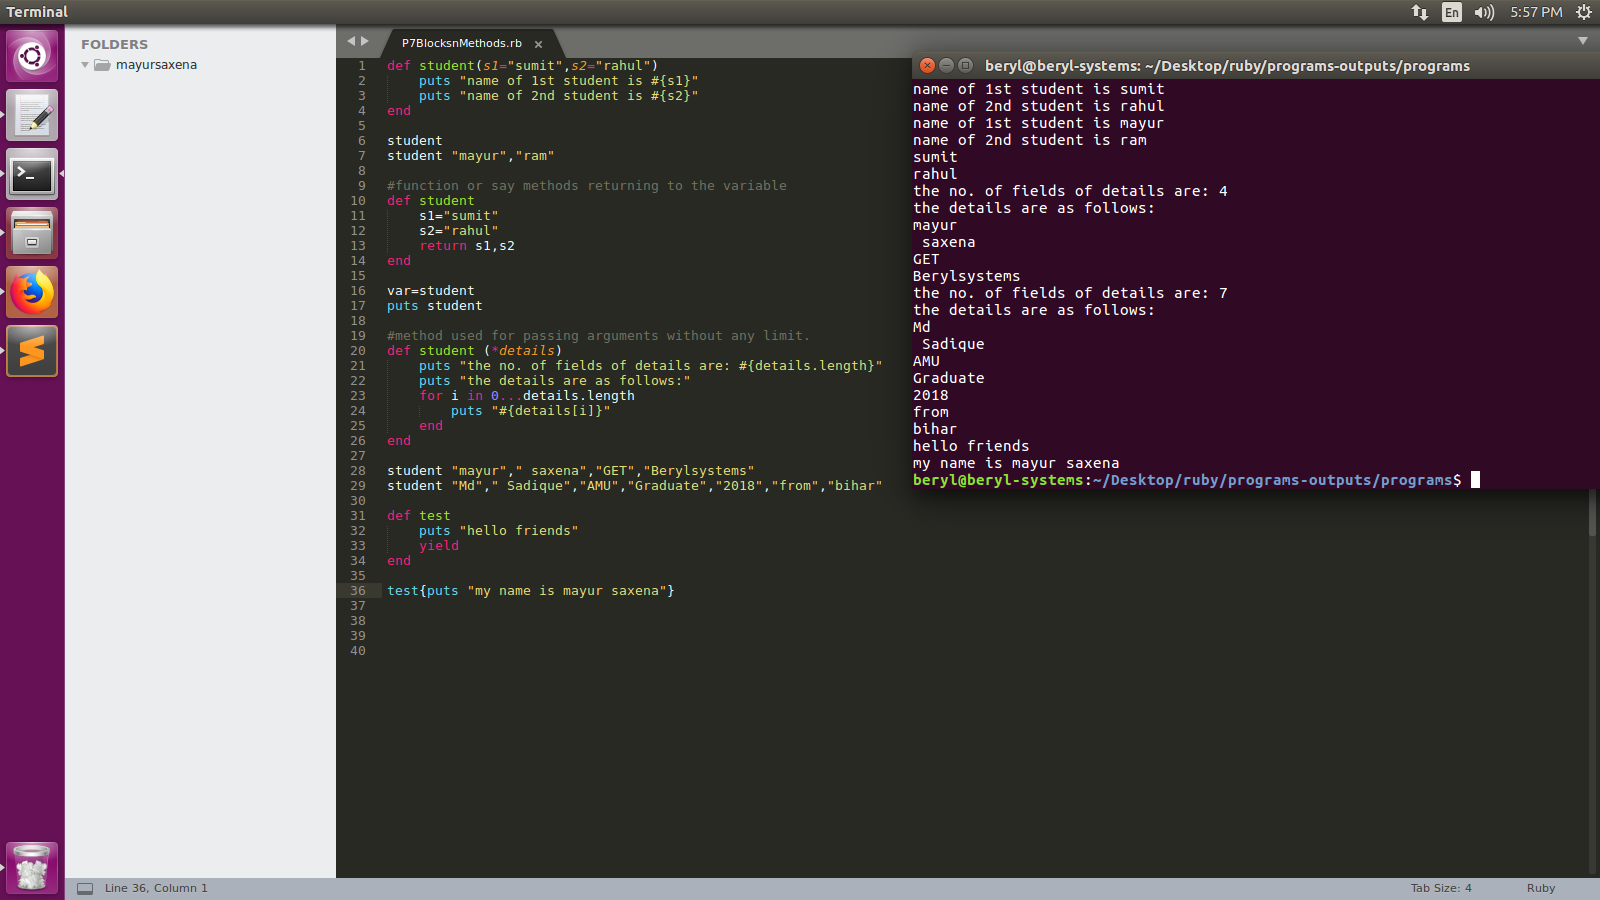 Terminal
En
5:57 PM
FOLDERS
mayursaxena
P7BlocksnMethods.rb ×
1 def student(s1="sumit",s2="rahul")
2     puts "name of 1st student is #{s1}"
3     puts "name of 2nd student is #{s2}"
4 end
5
6 student
7 student "mayur","ram"
8
9 #function or say methods returning to the variable
10 def student
11     s1="sumit"
12     s2="rahul"
13     return s1,s2
14 end
15
16 var=student
17 puts student
18
19 #method used for passing arguments without any limit.
20 def student (*details)
21     puts "the no. of fields of details are: #{details.length}"
22     puts "the details are as follows:"
23     for i in 0...details.length
24         puts "#{details[i]}"
25     end
26 end
27
28 student "mayur"," saxena","GET","Berylsystems"
29 student "Md"," Sadique","AMU","Graduate","2018","from","bihar"
30
31 def test
32     puts "hello friends"
33     yield
34 end
35
36 test{puts "my name is mayur saxena"}
37
38
39
40
beryl@beryl-systems: ~/Desktop/ruby/programs-outputs/programs
name of 1st student is sumit
name of 2nd student is rahul
name of 1st student is mayur
name of 2nd student is ram
sumit
rahul
the no. of fields of details are: 4
the details are as follows:
mayur
 saxena
GET
Berylsystems
the no. of fields of details are: 7
the details are as follows:
Md
 Sadique
AMU
Graduate
2018
from
bihar
hello friends
my name is mayur saxena
beryl@beryl-systems:~/Desktop/ruby/programs-outputs/programs$
Line 36, Column 1
Tab Size: 4
Ruby